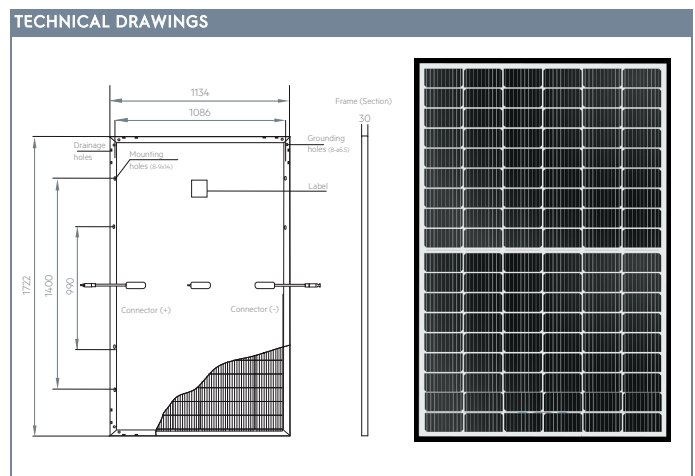 TECHNICAL DRAWINGS
1134
Frame (Section)
1086
30
Drainage
holes
Mounting
holes (8-9x14)
Grounding
holes (8-ø5.5)
Label
1722
1400
990
Connector (+)
Connector (-)